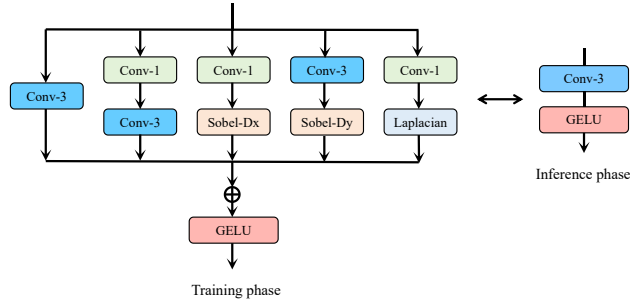 Conv-1 Conv-1 Conv-3 Conv-1
Conv-3
Conv-3 Sobel-Dx Sobel-Dy Laplacian
GELU
Training phase
Conv-3
GELU
Inference phase